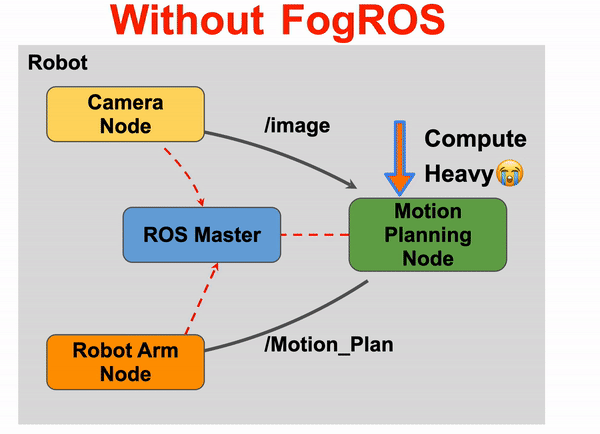 Without FogROS
Robot
Camera
Node
/image
Compute
Heavy😭
ROS Master
Motion
Planning
Node
/Motion_Plan
Robot Arm
Node